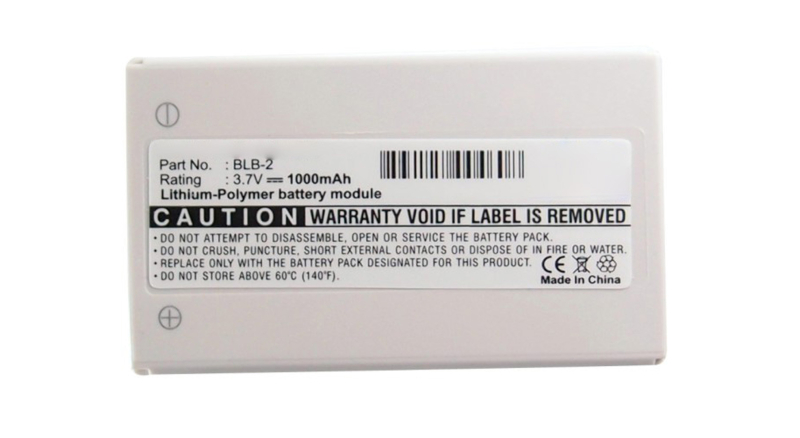 Part No. : BLB-2
Rating : 3.7V 1000mAh
Lithium-Polymer battery module
CAUTION WARRANTY VOID IF LABEL IS REMOVED
• DO NOT ATTEMPT TO DISASSEMBLE, OPEN OR SERVICE THE BATTERY PACK.
• DO NOT CRUSH, PUNCTURE, SHORT EXTERNAL CONTACTS OR DISPOSE OF IN FIRE OR WATER.
• REPLACE ONLY WITH THE BATTERY PACK DESIGNATED FOR THIS PRODUCT.
• DO NOT STORE ABOVE 60°C (140°F).
CE
Made In China